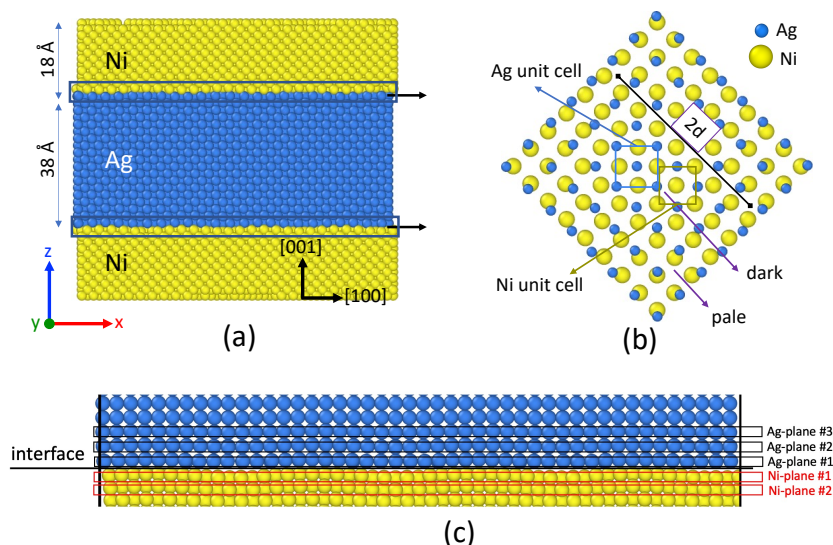 18 Å
Ni
38 Å
Ag
Ni
[001]
[100]
z
y
x
(a)
Ag
Ni
Ag unit cell
2d
Ni unit cell
dark
pale
(b)
interface
Ag-plane #3
Ag-plane #2
Ag-plane #1
Ni-plane #1
Ni-plane #2
(c)